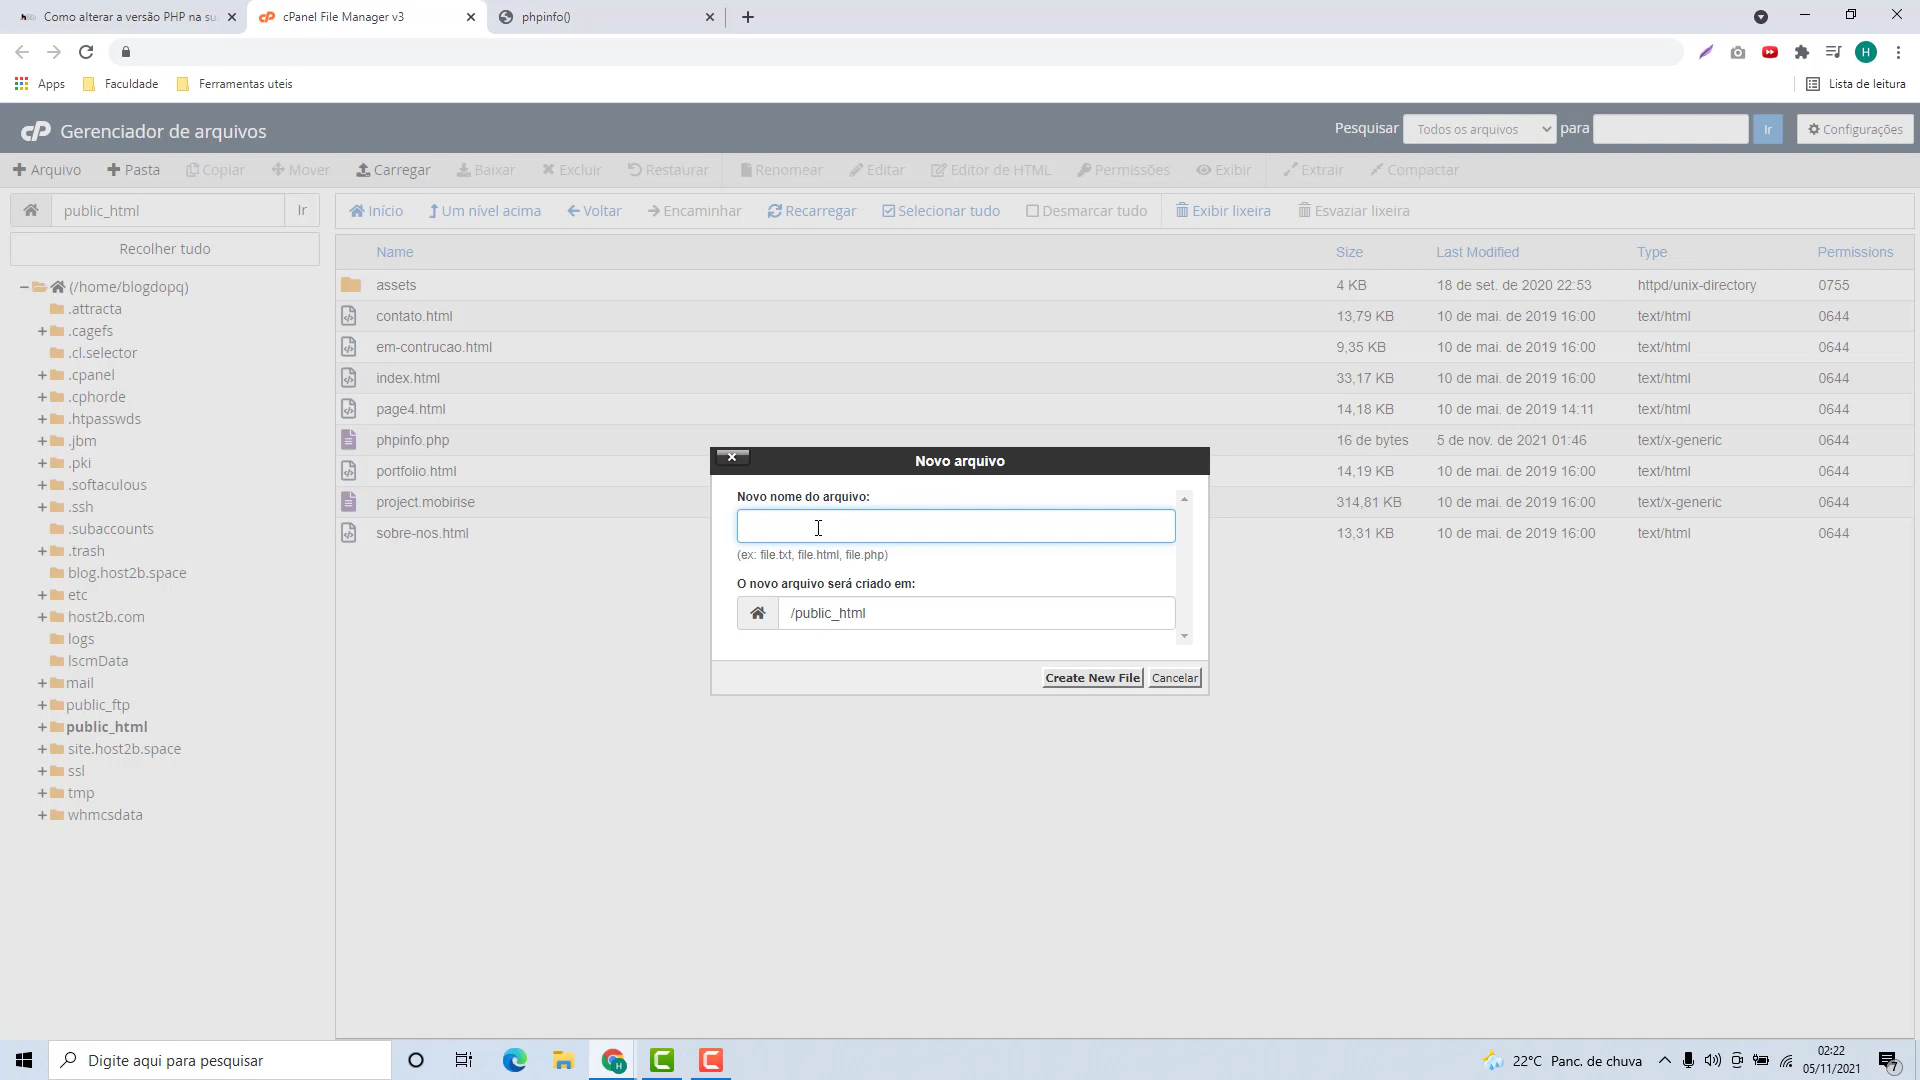 Como alterar a versão PHP na su
cPanel File Manager v3
phpinfo()
Apps
Faculdade
Ferramentas uteis
H
Lista de leitura
cP Gerenciador de arquivos
Pesquisar
Todos os arquivos
para
Ir
Configurações
Arquivo
Pasta
Copiar
Mover
Carregar
Baixar
Excluir
Restaurar
Renomear
Editar
Editor de HTML
Permissões
Exibir
Extrair
Compactar
public_html
Ir
Início
Um nível acima
Voltar
Encaminhar
Recarregar
Selecionar tudo
Desmarcar tudo
Exibir lixeira
Esvaziar lixeira
Recolher tudo
(/home/blogdopq)
.attracta
.cagefs
.cl.selector
.cpanel
.cphorde
.htpasswds
.jbm
.pki
.softaculous
.ssh
.subaccounts
.trash
blog.host2b.space
etc
host2b.com
logs
lscmData
mail
public_ftp
public_html
site.host2b.space
ssl
tmp
whmcsdata
Name Size Last Modified Type Permissions
assets 4 KB 18 de set. de 2020 22:53 httpd/unix-directory 0755
contato.html 13,79 KB 10 de mai. de 2019 16:00 text/html 0644
em-contrucao.html 9,35 KB 10 de mai. de 2019 16:00 text/html 0644
index.html 33,17 KB 10 de mai. de 2019 16:00 text/html 0644
page4.html 14,18 KB 10 de mai. de 2019 14:11 text/html 0644
phpinfo.php 16 de bytes 5 de nov. de 2021 01:46 text/x-generic 0644
portfolio.html 14,19 KB 10 de mai. de 2019 16:00 text/html 0644
project.mobirise 314,81 KB 10 de mai. de 2019 16:00 text/x-generic 0644
sobre-nos.html 13,31 KB 10 de mai. de 2019 16:00 text/html 0644
Novo arquivo
Novo nome do arquivo:
(ex: file.txt, file.html, file.php)
O novo arquivo será criado em:
/public_html
Create New File
Cancelar
Digite aqui para pesquisar
22°C Panc. de chuva
02:22
05/11/2021
7